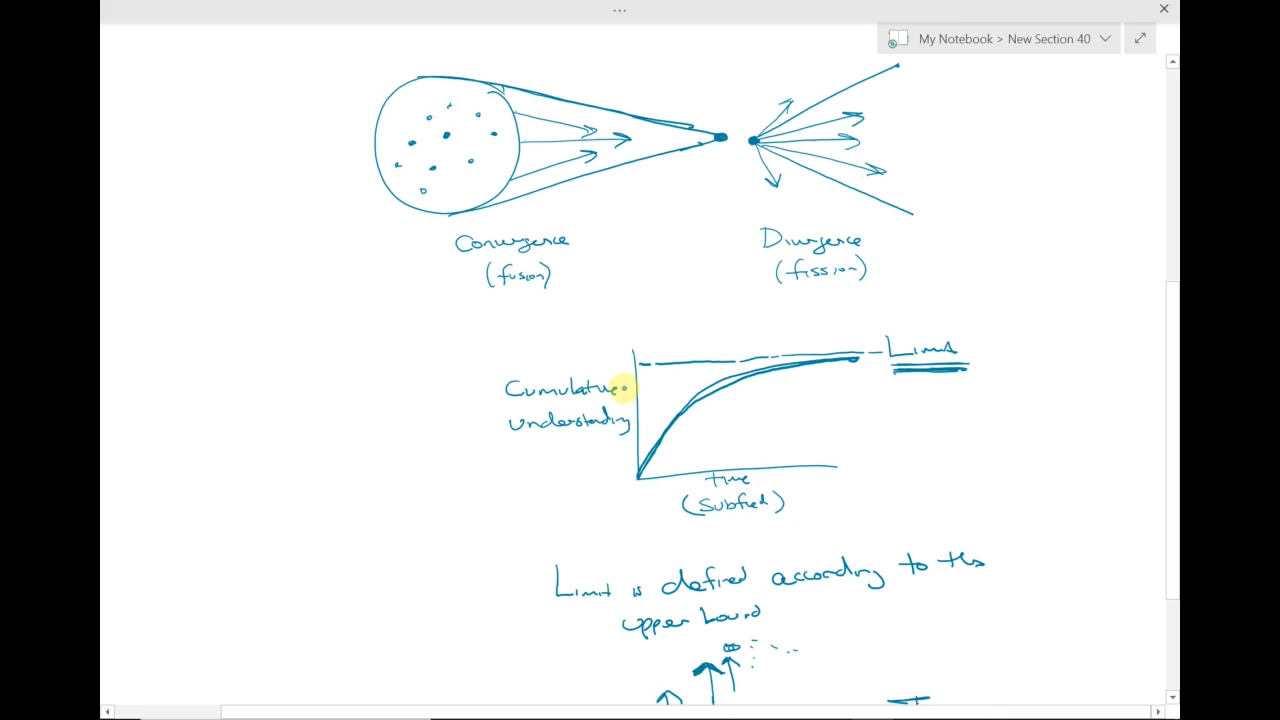 My Notebook > New Section 40
Convergence
(fusion)
Divergence
(fission)
Limit
Cumulative
understanding
time
(Subfield)
Limit is defined according to the
upper bound